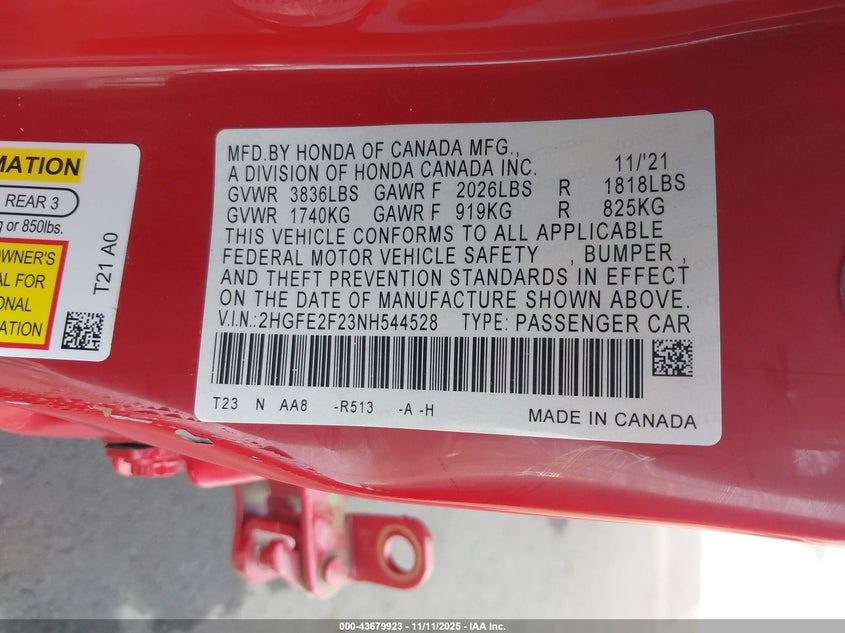 MATION
REAR 3
g or 850lbs.
OWNER'S
AL FOR
IONAL
ATION
T21 A0
MFD.BY HONDA OF CANADA MFG.,
A DIVISION OF HONDA CANADA INC. 11/'21
GVWR 3836LBS GAWR F 2026LBS R 1818LBS
GVWR 1740KG GAWR F 919KG R 825KG
THIS VEHICLE CONFORMS TO ALL APPLICABLE
FEDERAL MOTOR VEHICLE SAFETY , BUMPER ,
AND THEFT PREVENTION STANDARDS IN EFFECT
ON THE DATE OF MANUFACTURE SHOWN ABOVE.
V.I.N.:2HGFE2F23NH544528 TYPE: PASSENGER CAR
T23 N AA8 -R513 -A -H MADE IN CANADA
000-43679923 - 11/11/2025 - IAA Inc.